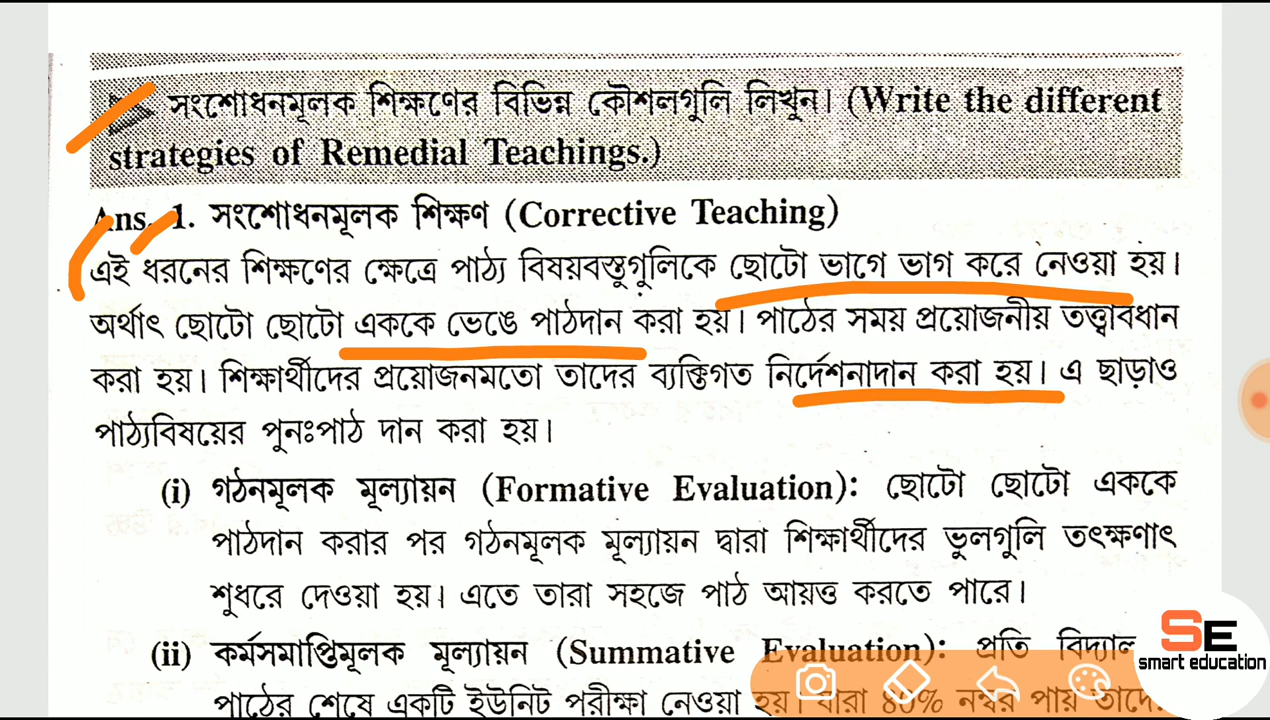 সংশোধনমূলক শিক্ষণের বিভিন্ন কৌশলগুলি লিখুন। (Write the different
strategies of Remedial Teachings.)
Ans. 1. সংশোধনমূলক শিক্ষণ (Corrective Teaching)
এই ধরনের শিক্ষণের ক্ষেত্রে পাঠ্য বিষয়বস্তুগুলিকে ছোটো ভাগে ভাগ করে নেওয়া হয়।
অর্থাৎ ছোটো ছোটো এককে ভেঙে পাঠদান করা হয়। পাঠের সময় প্রয়োজনীয় তত্ত্বাবধান
করা হয়। শিক্ষার্থীদের প্রয়োজনমতো তাদের ব্যক্তিগত নির্দেশনাদান করা হয়। এ ছাড়াও
পাঠ্যবিষয়ের পুনঃপাঠ দান করা হয়।
(i) গঠনমূলক মূল্যায়ন (Formative Evaluation): ছোটো ছোটো এককে
পাঠদান করার পর গঠনমূলক মূল্যায়ন দ্বারা শিক্ষার্থীদের ভুলগুলি তৎক্ষণাৎ
শুধরে দেওয়া হয়। এতে তারা সহজে পাঠ আয়ত্ত করতে পারে।
(ii) কর্মসমাপ্তিমূলক মূল্যায়ন (Summative Evaluation): প্রতি
পাঠের শেষে একটি ইউনিট পরীক্ষা নেওয়া হয়। যারা 80% নম্বর পায়
SE
smart education